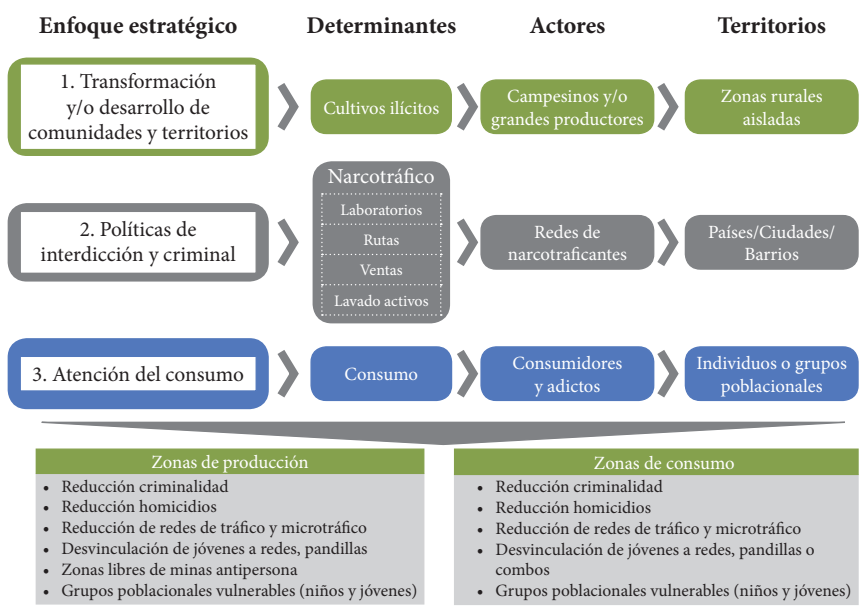 Enfoque estratégico
Determinantes
Actores
Territorios
1. Transformación
y/o desarrollo de
comunidades y territorios
Cultivos ilícitos
Campesinos y/o
grandes productores
Zonas rurales
aisladas
2. Políticas de
interdicción y criminal
Narcotráfico
Laboratorios
Rutas
Ventas
Lavado activos
Redes de
narcotraficantes
Países/Ciudades/
Barrios
3. Atención del consumo
Consumo
Consumidores
y adictos
Individuos o grupos
poblacionales
Zonas de producción
• Reducción criminalidad
• Reducción homicidios
• Reducción de redes de tráfico y microtráfico
• Desvinculación de jóvenes a redes, pandillas
• Zonas libres de minas antipersona
• Grupos poblacionales vulnerables (niños y jóvenes)
Zonas de consumo
• Reducción criminalidad
• Reducción homicidios
• Reducción de redes de tráfico y microtráfico
• Desvinculación de jóvenes a redes, pandillas o
combos
• Grupos poblacionales vulnerables (niños y jóvenes)